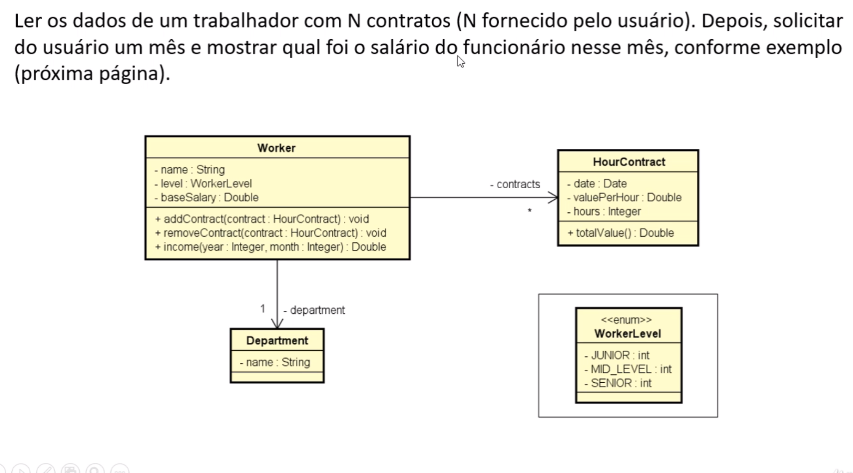 Ler os dados de um trabalhador com N contratos (N fornecido pelo usuário). Depois, solicitar
do usuário um mês e mostrar qual foi o salário do funcionário nesse mês, conforme exemplo
(próxima página).
Worker
- name : String
- level : WorkerLevel
- baseSalary : Double
+ addContract(contract : HourContract) : void
+ removeContract(contract : HourContract) : void
+ income(year : Integer, month : Integer) : Double
- contracts
*
HourContract
- date : Date
- valuePerHour : Double
- hours : Integer
+ totalValue() : Double
1 - department
Department
- name : String
<<enum>>
WorkerLevel
- JUNIOR : int
- MID_LEVEL : int
- SENIOR : int